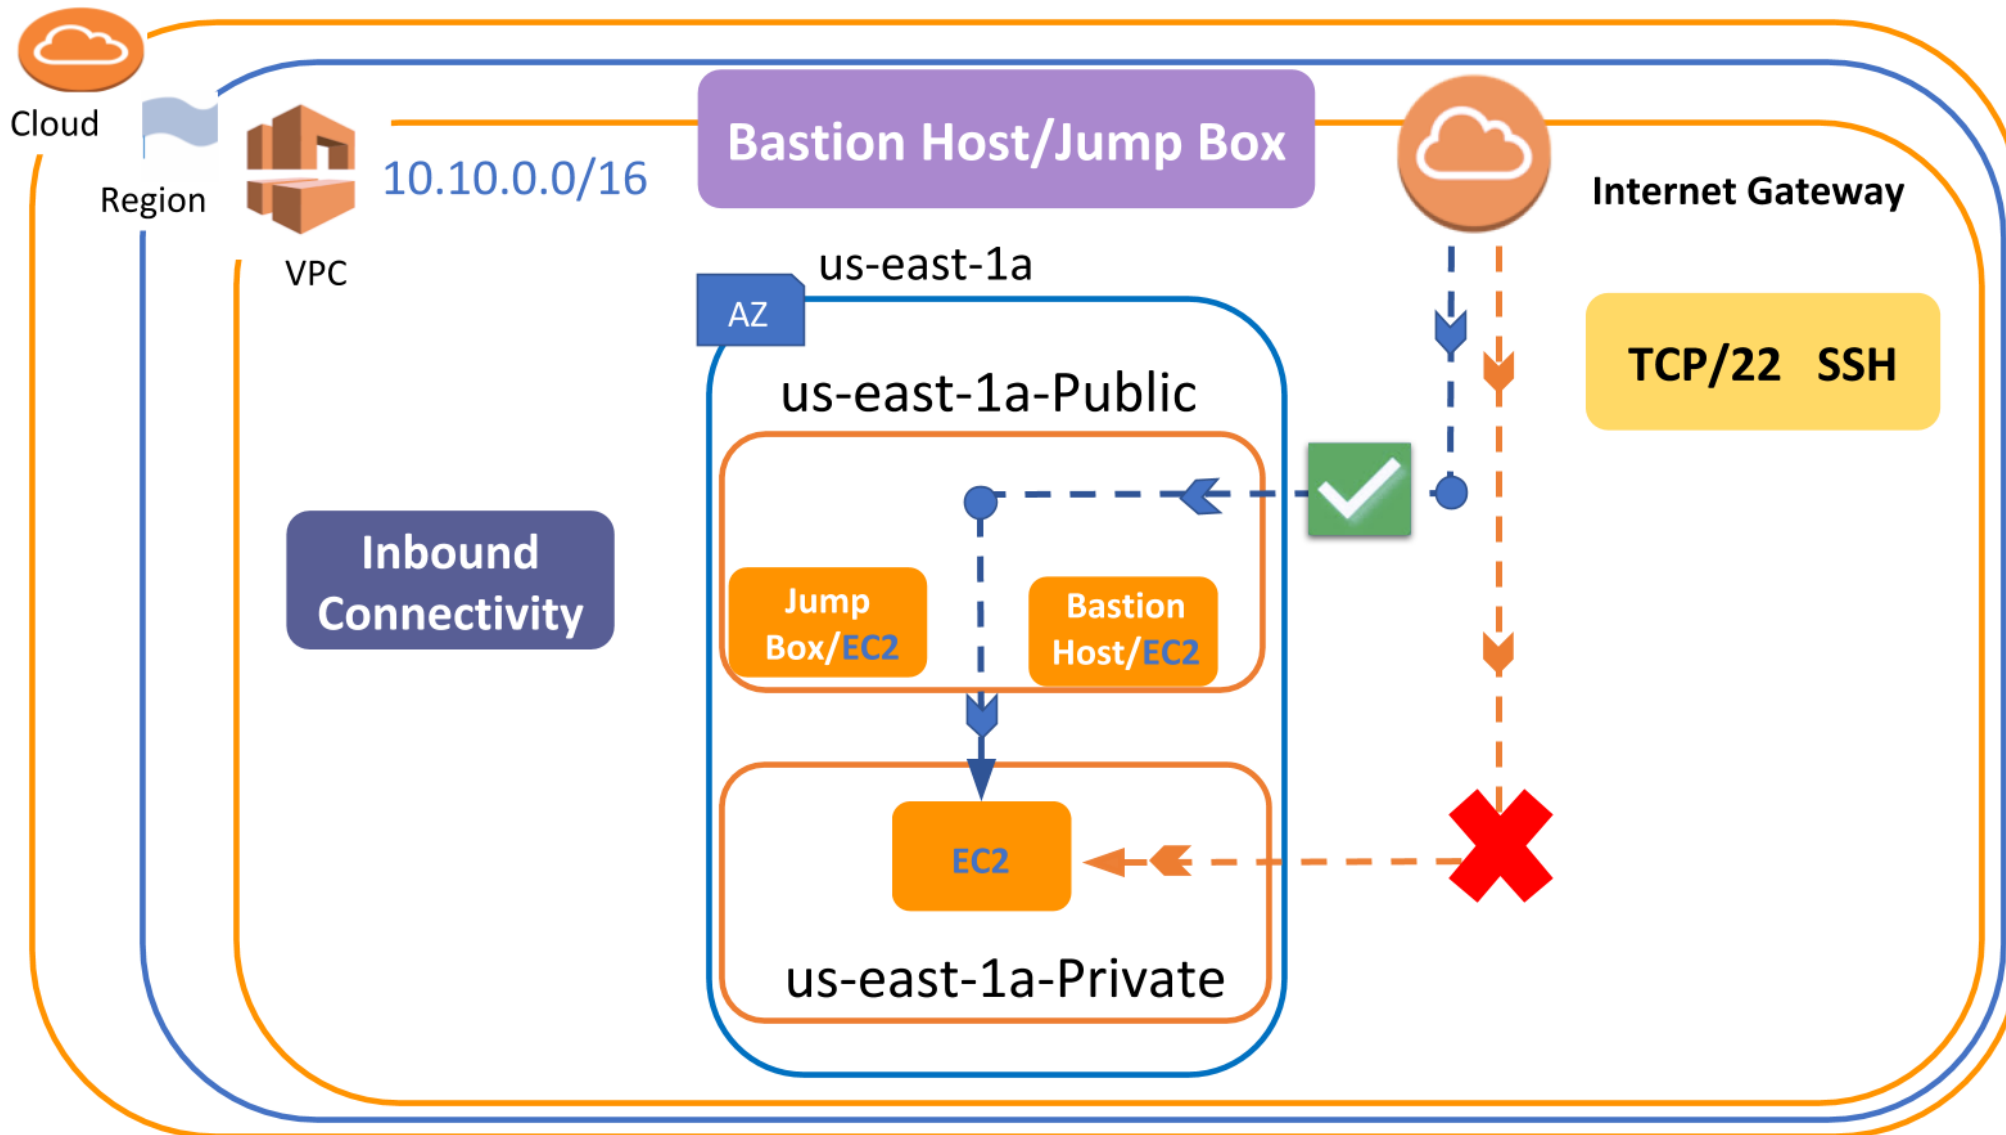 Cloud
Region
VPC
10.10.0.0/16
Bastion Host/Jump Box
Internet Gateway
us-east-1a
AZ
TCP/22 SSH
us-east-1a-Public
Inbound
Connectivity
Jump
Box/EC2
Bastion
Host/EC2
EC2
us-east-1a-Private